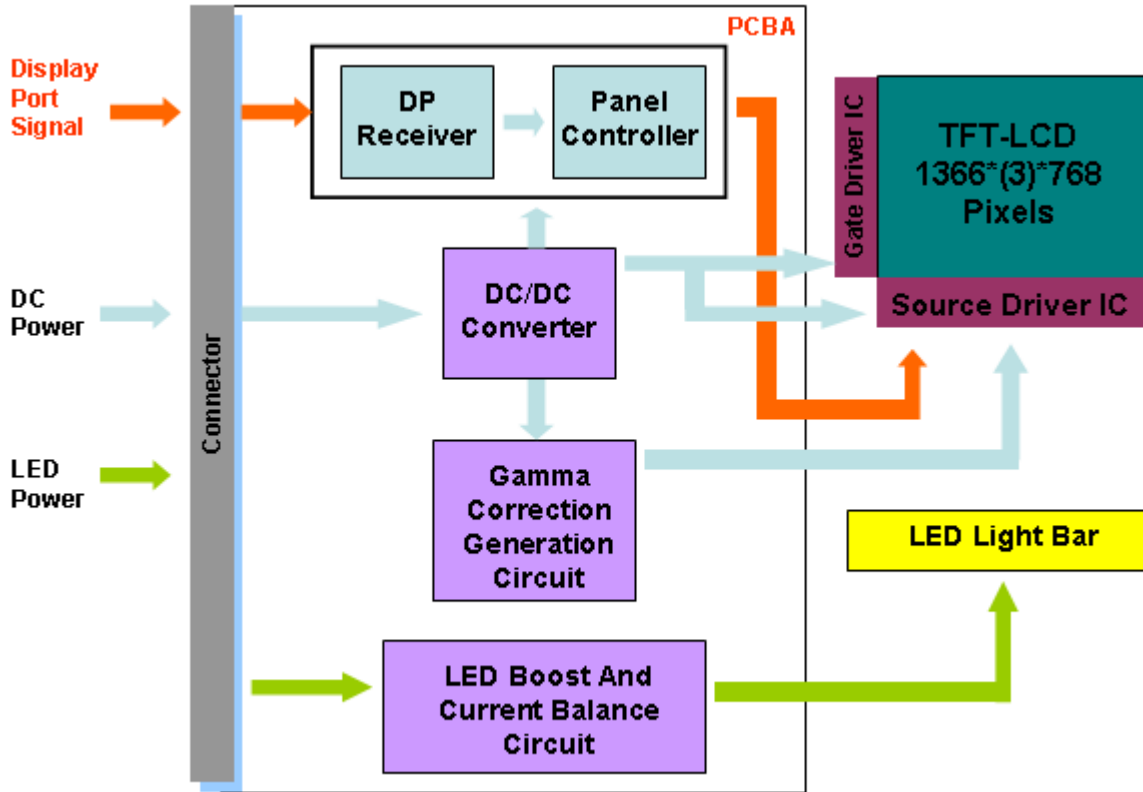 PCBA
Display
Port
Signal
DP
Receiver
Panel
Controller
Gate Driver IC
TFT-LCD
1366*(3)*768
Pixels
Source Driver IC
DC
Power
DC/DC
Converter
Connector
LED
Power
Gamma
Correction
Generation
Circuit
LED Light Bar
LED Boost And
Current Balance
Circuit